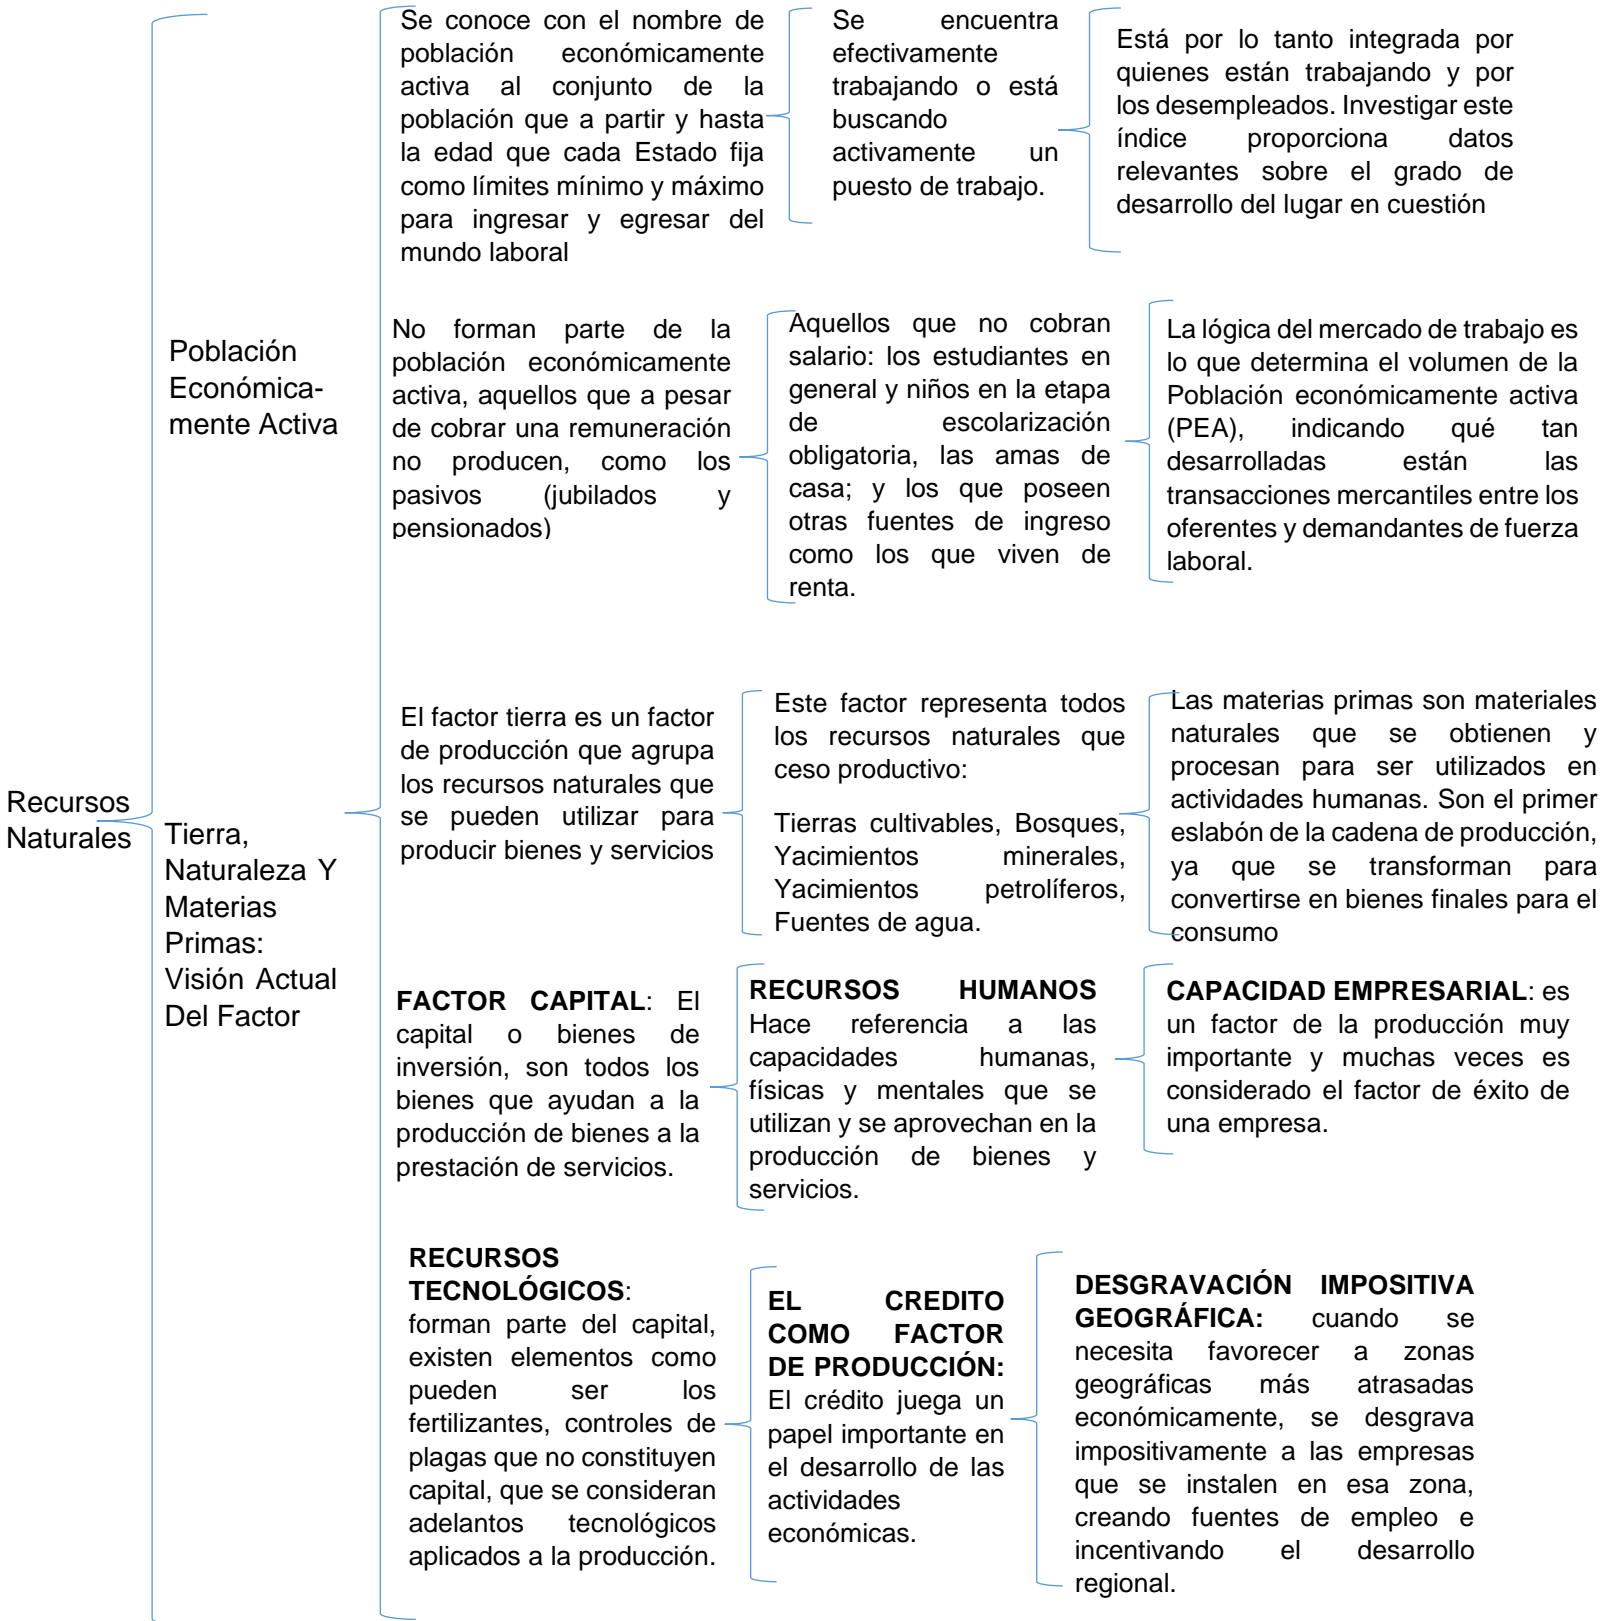 Recursos
Naturales
Población
Económica-
mente Activa
Se conoce con el nombre de
población económicamente
activa al conjunto de la
población que a partir y hasta
la edad que cada Estado fija
como límites mínimo y máximo
para ingresar y egresar del
mundo laboral
Se encuentra
efectivamente
trabajando o está
buscando
activamente un
puesto de trabajo.
Está por lo tanto integrada por
quienes están trabajando y por
los desempleados. Investigar este
índice proporciona datos
relevantes sobre el grado de
desarrollo del lugar en cuestión
No forman parte de la
población económicamente
activa, aquellos que a pesar
de cobrar una remuneración
no producen, como los
pasivos (jubilados y
pensionados)
Aquellos que no cobran
salario: los estudiantes en
general y niños en la etapa
de escolarización
obligatoria, las amas de
casa; y los que poseen
otras fuentes de ingreso
como los que viven de
renta.
La lógica del mercado de trabajo es
lo que determina el volumen de la
Población económicamente activa
(PEA), indicando qué tan
desarrolladas están las
transacciones mercantiles entre los
oferentes y demandantes de fuerza
laboral.
Tierra,
Naturaleza Y
Materias
Primas:
Visión Actual
Del Factor
El factor tierra es un factor
de producción que agrupa
los recursos naturales que
se pueden utilizar para
producir bienes y servicios
Este factor representa todos
los recursos naturales que
ceso productivo:
Tierras cultivables, Bosques,
Yacimientos minerales,
Yacimientos petrolíferos,
Fuentes de agua.
Las materias primas son materiales
naturales que se obtienen y
procesan para ser utilizados en
actividades humanas. Son el primer
eslabón de la cadena de producción,
ya que se transforman para
convertirse en bienes finales para el
consumo
FACTOR CAPITAL: El
capital o bienes de
inversión, son todos los
bienes que ayudan a la
producción de bienes a la
prestación de servicios.
RECURSOS HUMANOS
Hace referencia a las
capacidades humanas,
físicas y mentales que se
utilizan y se aprovechan en la
producción de bienes y
servicios.
CAPACIDAD EMPRESARIAL: es
un factor de la producción muy
importante y muchas veces es
considerado el factor de éxito de
una empresa.
RECURSOS
TECNOLÓGICOS:
forman parte del capital,
existen elementos como
pueden ser los
fertilizantes, controles de
plagas que no constituyen
capital, que se consideran
adelantos tecnológicos
aplicados a la producción.
EL CREDITO
COMO FACTOR
DE PRODUCCIÓN:
El crédito juega un
papel importante en
el desarrollo de las
actividades
económicas.
DESGRAVACIÓN IMPOSITIVA
GEOGRÁFICA: cuando se
necesita favorecer a zonas
geográficas más atrasadas
económicamente, se desgrava
impositivamente a las empresas
que se instalen en esa zona,
creando fuentes de empleo e
incentivando el desarrollo
regional.